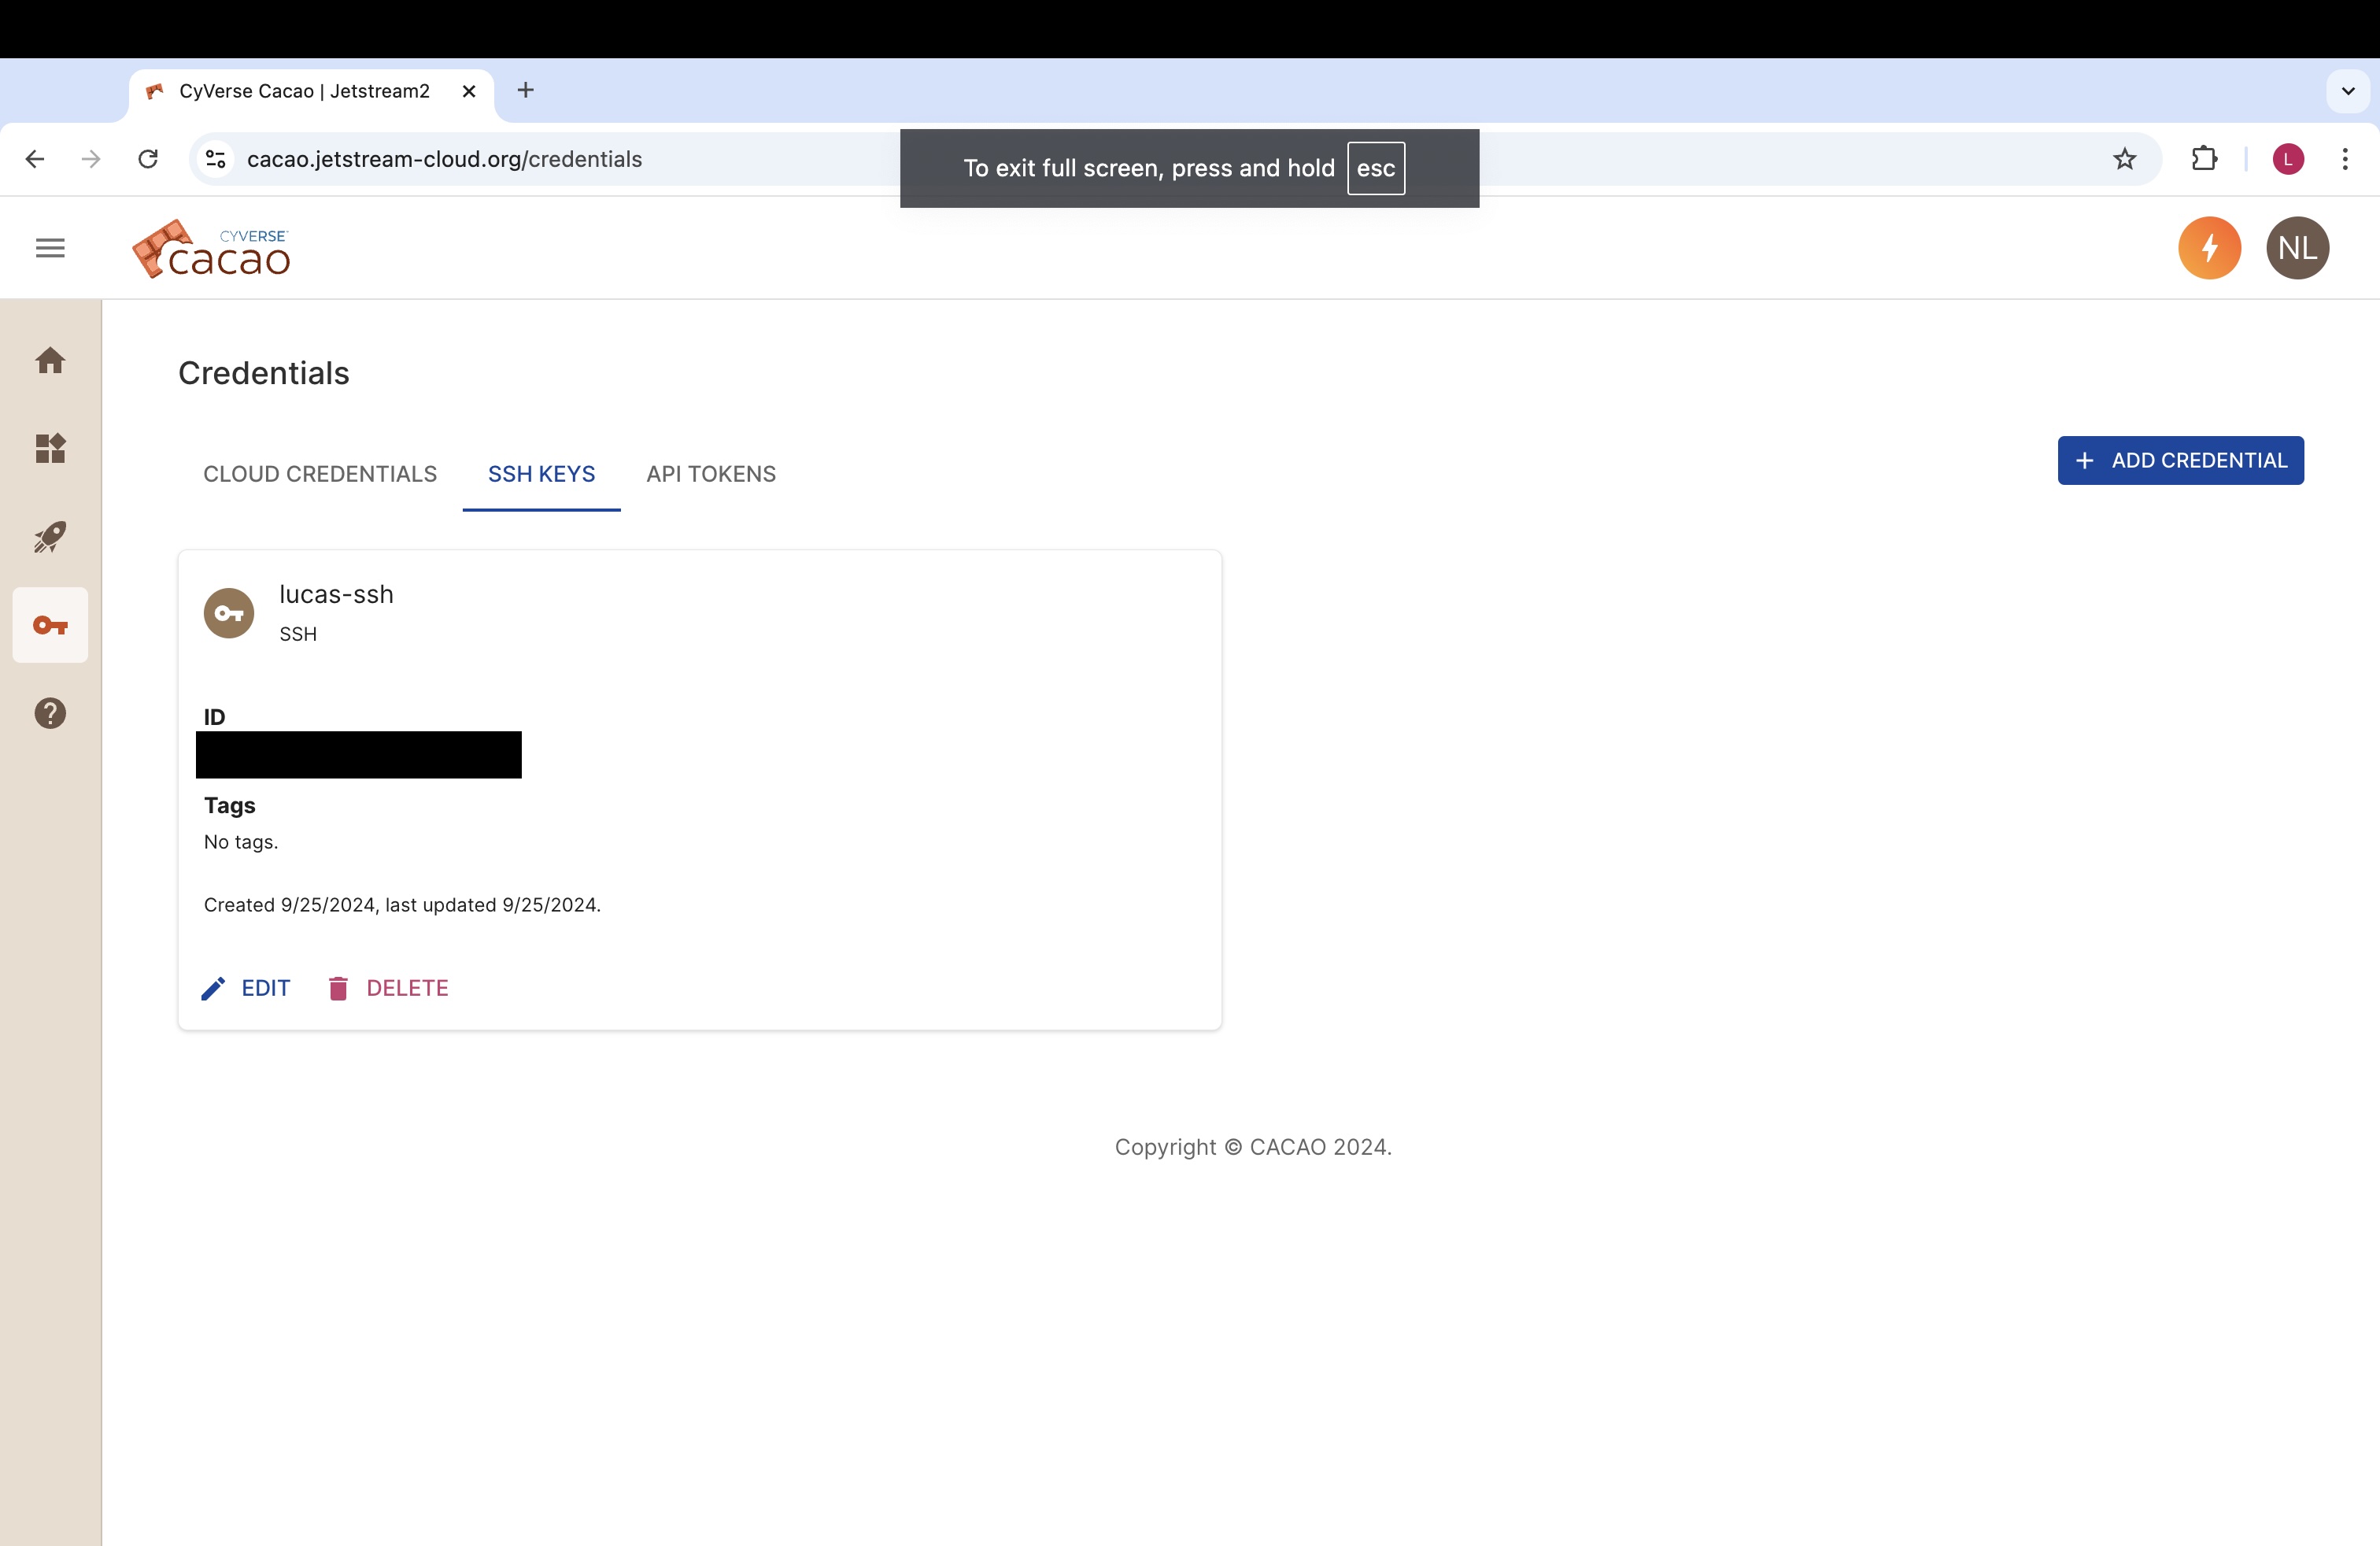 CyVerse Cacao | Jetstream2
cacao.jetstream-cloud.org/credentials
To exit full screen, press and hold esc
L
CYVERSE
cacao
NL
Credentials
CLOUD CREDENTIALS
SSH KEYS
API TOKENS
+ ADD CREDENTIAL
lucas-ssh
SSH
ID
Tags
No tags.
Created 9/25/2024, last updated 9/25/2024.
EDIT
DELETE
Copyright © CACAO 2024.